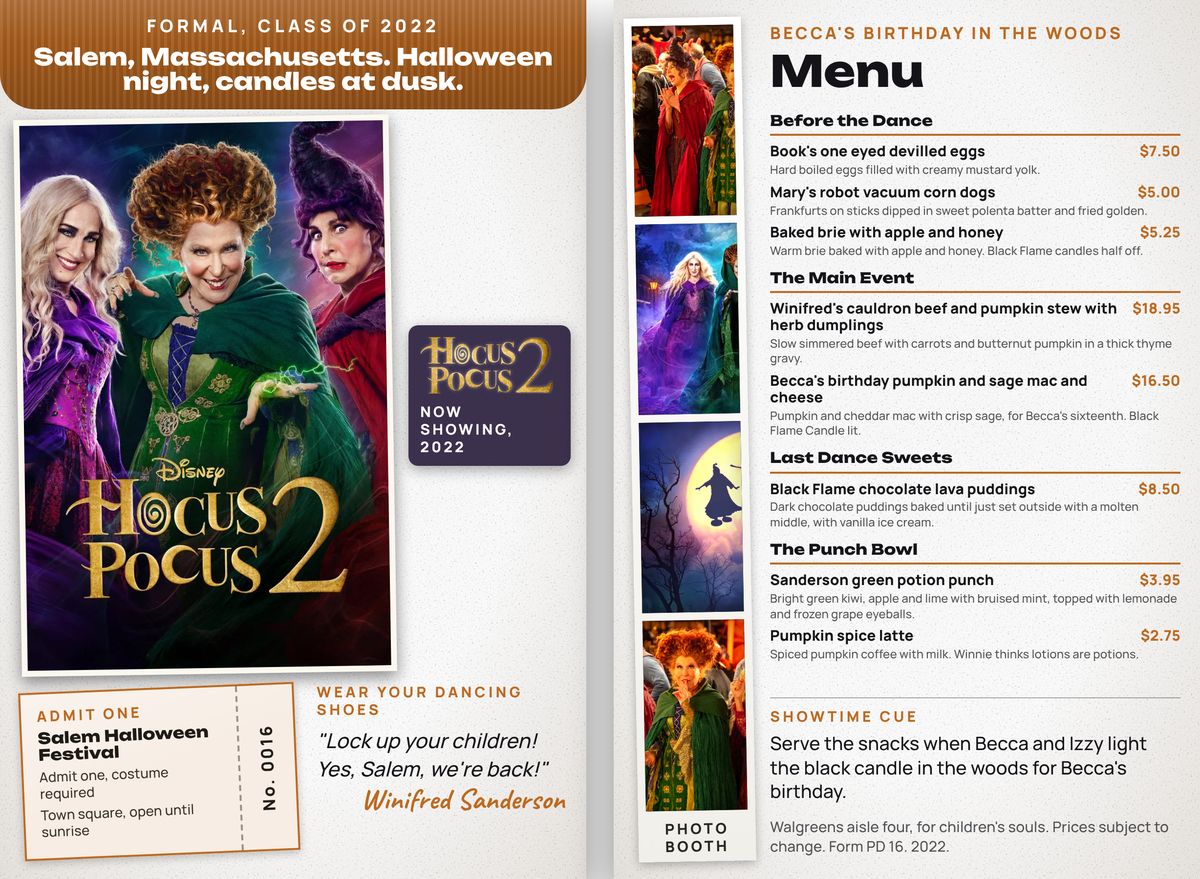 FORMAL, CLASS OF 2022
Salem, Massachusetts. Halloween
night, candles at dusk.
DISNEY
HOCUS
POCUS 2
HOCUS
POCUS 2
NOW
SHOWING,
2022
ADMIT ONE
Salem Halloween
Festival
Admit one, costume
required
Town square, open until
sunrise
No. 0016
WEAR YOUR DANCING
SHOES
"Lock up your children!
Yes, Salem, we're back!"
Winifred Sanderson
PHOTO
BOOTH
BECCA'S BIRTHDAY IN THE WOODS
Menu
Before the Dance
Book's one eyed devilled eggs $7.50
Hard boiled eggs filled with creamy mustard yolk.
Mary's robot vacuum corn dogs $5.00
Frankfurts on sticks dipped in sweet polenta batter and fried golden.
Baked brie with apple and honey $5.25
Warm brie baked with apple and honey. Black Flame candles half off.
The Main Event
Winifred's cauldron beef and pumpkin stew with $18.95
herb dumplings
Slow simmered beef with carrots and butternut pumpkin in a thick thyme
gravy.
Becca's birthday pumpkin and sage mac and $16.50
cheese
Pumpkin and cheddar mac with crisp sage, for Becca's sixteenth. Black
Flame Candle lit.
Last Dance Sweets
Black Flame chocolate lava puddings $8.50
Dark chocolate puddings baked until just set outside with a molten
middle, with vanilla ice cream.
The Punch Bowl
Sanderson green potion punch $3.95
Bright green kiwi, apple and lime with bruised mint, topped with lemonade
and frozen grape eyeballs.
Pumpkin spice latte $2.75
Spiced pumpkin coffee with milk. Winnie thinks lotions are potions.
SHOWTIME CUE
Serve the snacks when Becca and Izzy light
the black candle in the woods for Becca's
birthday.
Walgreens aisle four, for children's souls. Prices subject to
change. Form PD 16. 2022.